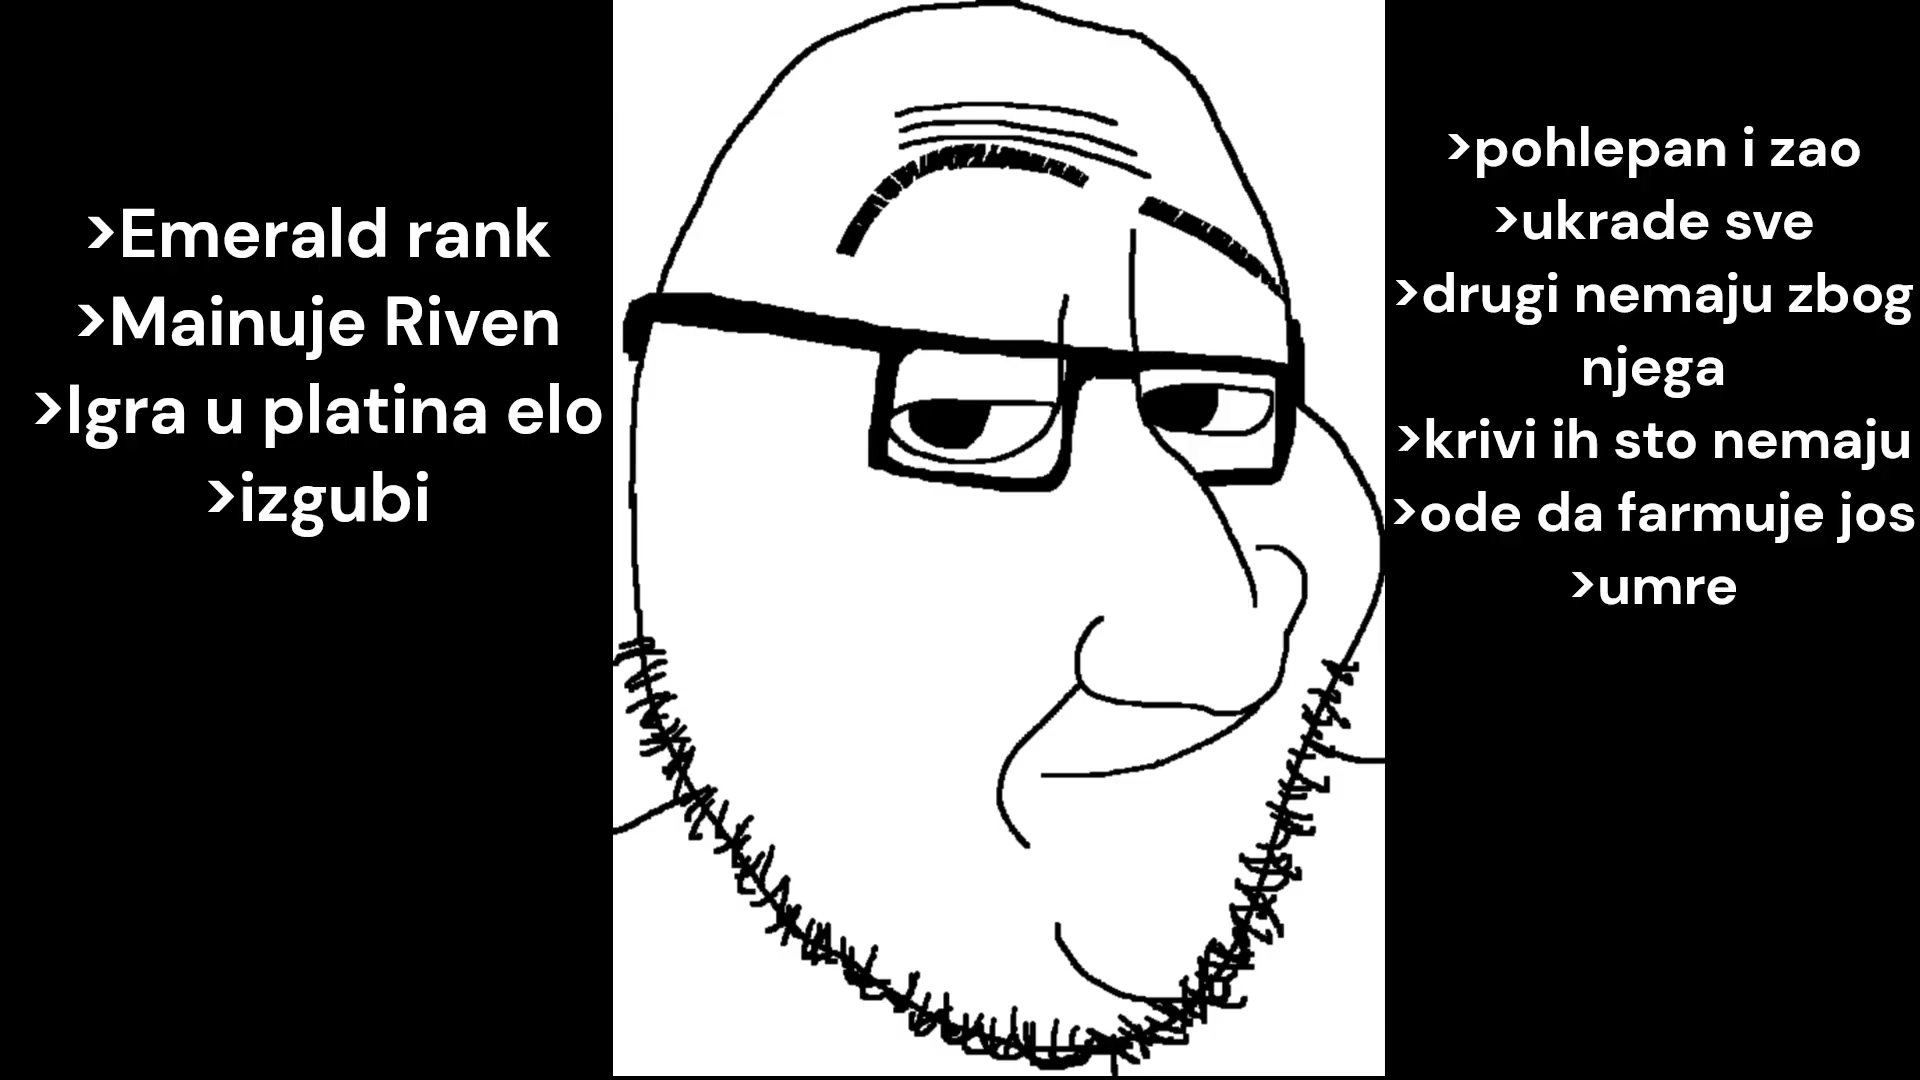 >Emerald rank
>Mainuje Riven
>Igra u platina elo
>izgubi
>pohlepan i zao
>ukrade sve
>drugi nemaju zbog
njega
>krivi ih sto nemaju
>ode da farmuje jos
>umre